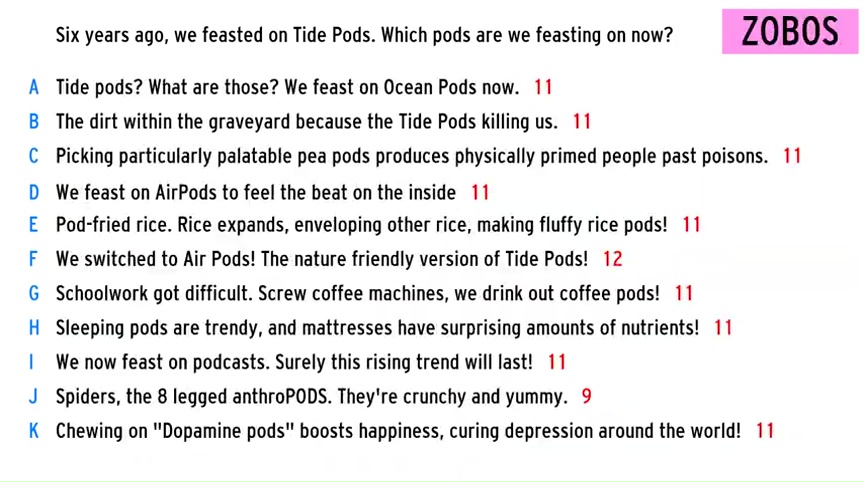 Six years ago, we feasted on Tide Pods. Which pods are we feasting on now?
ZOBOS
A Tide pods? What are those? We feast on Ocean Pods now. 11
B The dirt within the graveyard because the Tide Pods killing us. 11
C Picking particularly palatable pea pods produces physically primed people past poisons. 11
D We feast on AirPods to feel the beat on the inside 11
E Pod-fried rice. Rice expands, enveloping other rice, making fluffy rice pods! 11
F We switched to Air Pods! The nature friendly version of Tide Pods! 12
G Schoolwork got difficult. Screw coffee machines, we drink out coffee pods! 11
H Sleeping pods are trendy, and mattresses have surprising amounts of nutrients! 11
I We now feast on podcasts. Surely this rising trend will last! 11
J Spiders, the 8 legged anthroPODS. They're crunchy and yummy. 9
K Chewing on "Dopamine pods" boosts happiness, curing depression around the world! 11